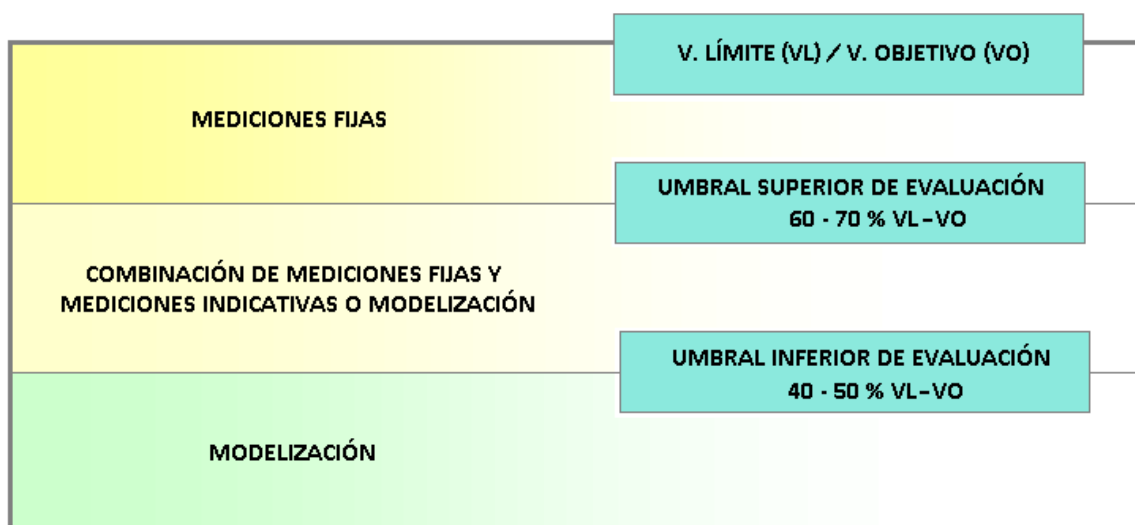 V. LÍMITE (VL) / V. OBJETIVO (VO)
MEDICIONES FIJAS
UMBRAL SUPERIOR DE EVALUACIÓN
60 - 70 % VL-VO
COMBINACIÓN DE MEDICIONES FIJAS Y
MEDICIONES INDICATIVAS O MODELIZACIÓN
UMBRAL INFERIOR DE EVALUACIÓN
40 - 50 % VL-VO
MODELIZACIÓN